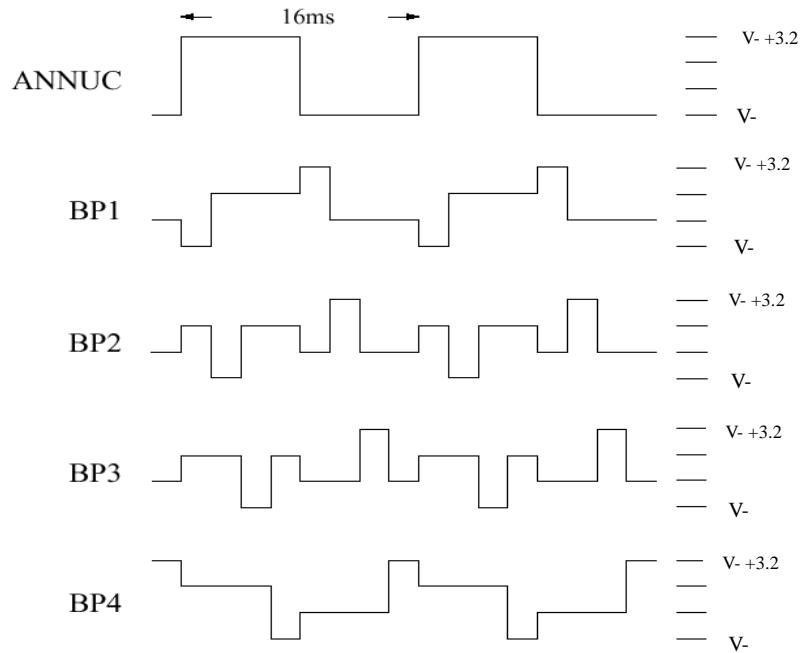 16ms
ANNUC
V- +3.2
V-
BP1
V- +3.2
V-
BP2
V- +3.2
V-
BP3
V- +3.2
V-
BP4
V- +3.2
V-